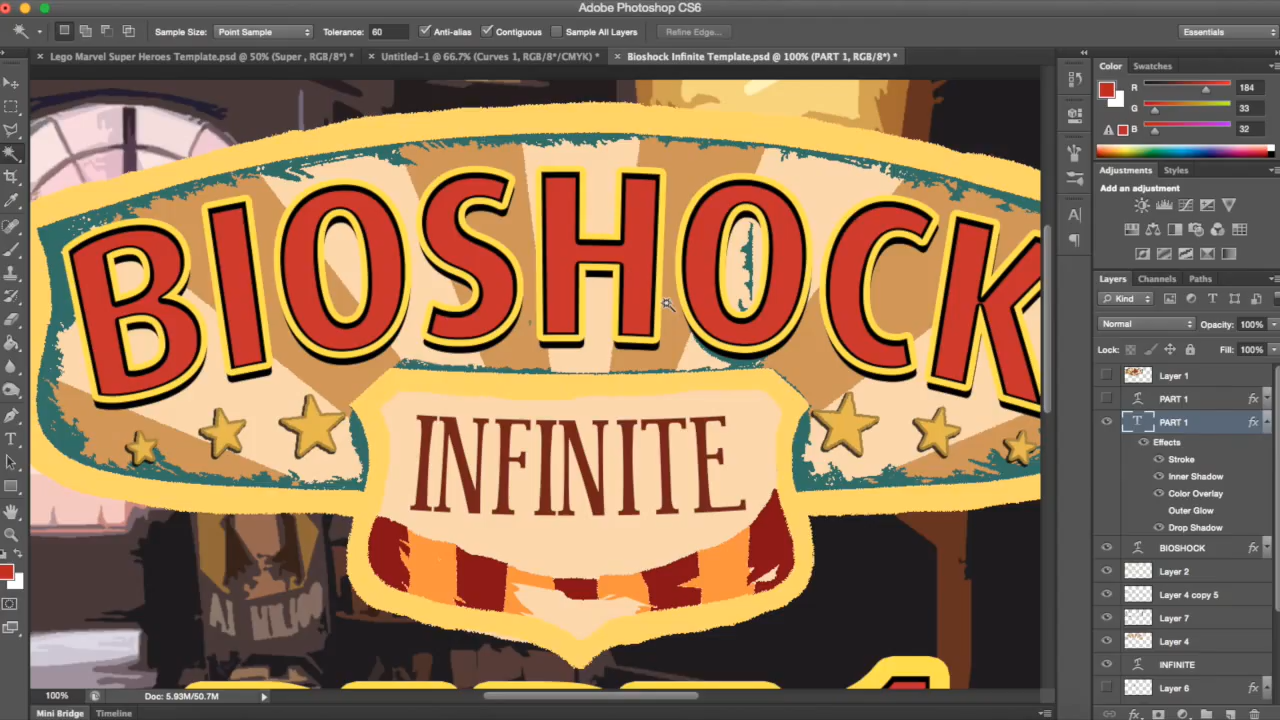 Adobe Photoshop CS6
Sample Size: Point Sample Tolerance: 60 Anti-alias Contiguous Sample All Layers Refine Edge... Essentials
× Lego Marvel Super Heroes Template.psd @ 50% (Super , RGB/8*) * × Untitled-1 @ 66.7% (Curves 1, RGB/8*/CMYK) * × Bioshock Infinite Template.psd @ 100% (PART 1, RGB/8*) *
Color Swatches
R 184
G 33
B 32
Adjustments Styles
Add an adjustment
BIOSHOCK
INFINITE
Layers Channels Paths
Kind
Normal Opacity: 100%
Lock: Fill: 100%
Layer 1
PART 1 fx
T PART 1 fx
Effects
Stroke
Inner Shadow
Color Overlay
Outer Glow
Drop Shadow
BIOSHOCK fx
Layer 2
Layer 4 copy 5
Layer 7
Layer 4
INFINITE
Layer 6
100% Doc: 5.93M/50.7M
Mini Bridge Timeline